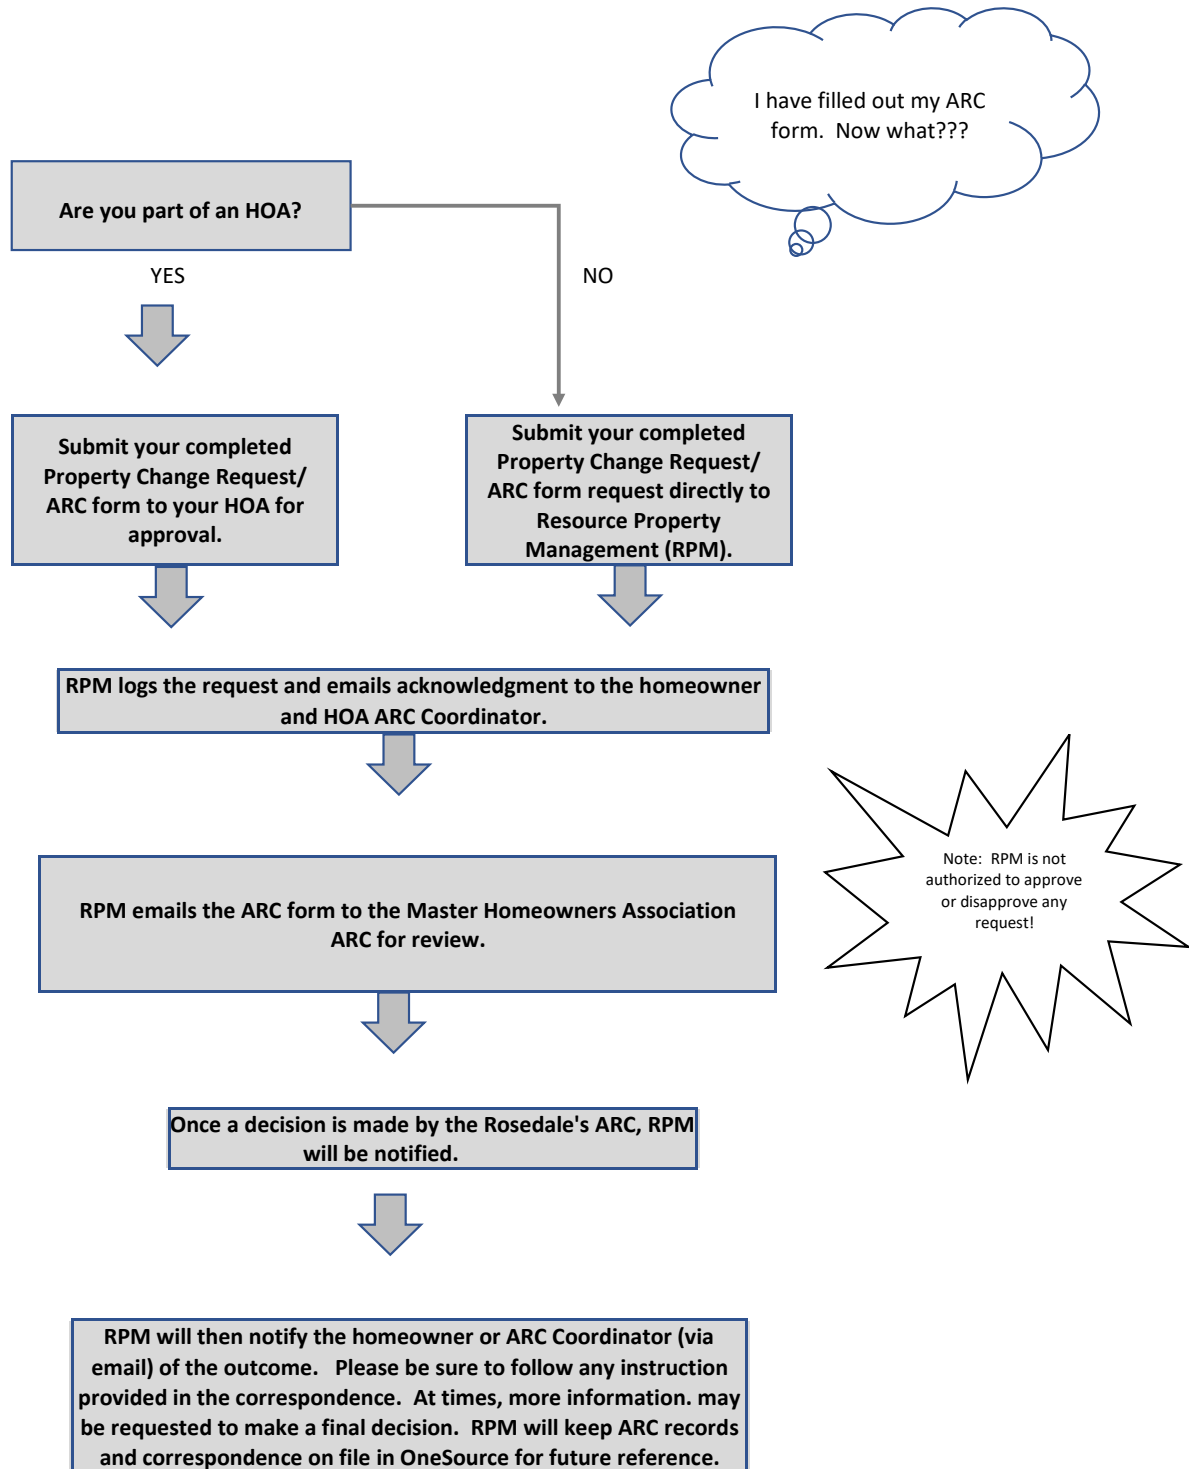 I have filled out my ARC
form.  Now what???
Are you part of an HOA?
YES
NO
Submit your completed
Property Change Request/
ARC form to your HOA for
approval.
Submit your completed
Property Change Request/
ARC form request directly to
Resource Property
Management (RPM).
RPM logs the request and emails acknowledgment to the homeowner
and HOA ARC Coordinator.
RPM emails the ARC form to the Master Homeowners Association
ARC for review.
Note:  RPM is not
authorized to approve
or disapprove any
request!
Once a decision is made by the Rosedale's ARC, RPM
will be notified.
RPM will then notify the homeowner or ARC Coordinator (via
email) of the outcome.   Please be sure to follow any instruction
provided in the correspondence.  At times, more information. may
be requested to make a final decision.  RPM will keep ARC records
and correspondence on file in OneSource for future reference.